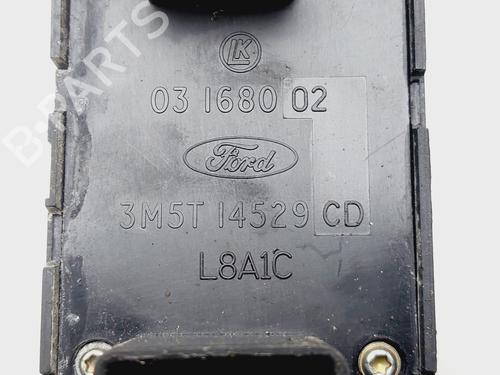 LK
03 1680 02
Ford
3M5T 14529 CD
L8A1C
B-PARTS